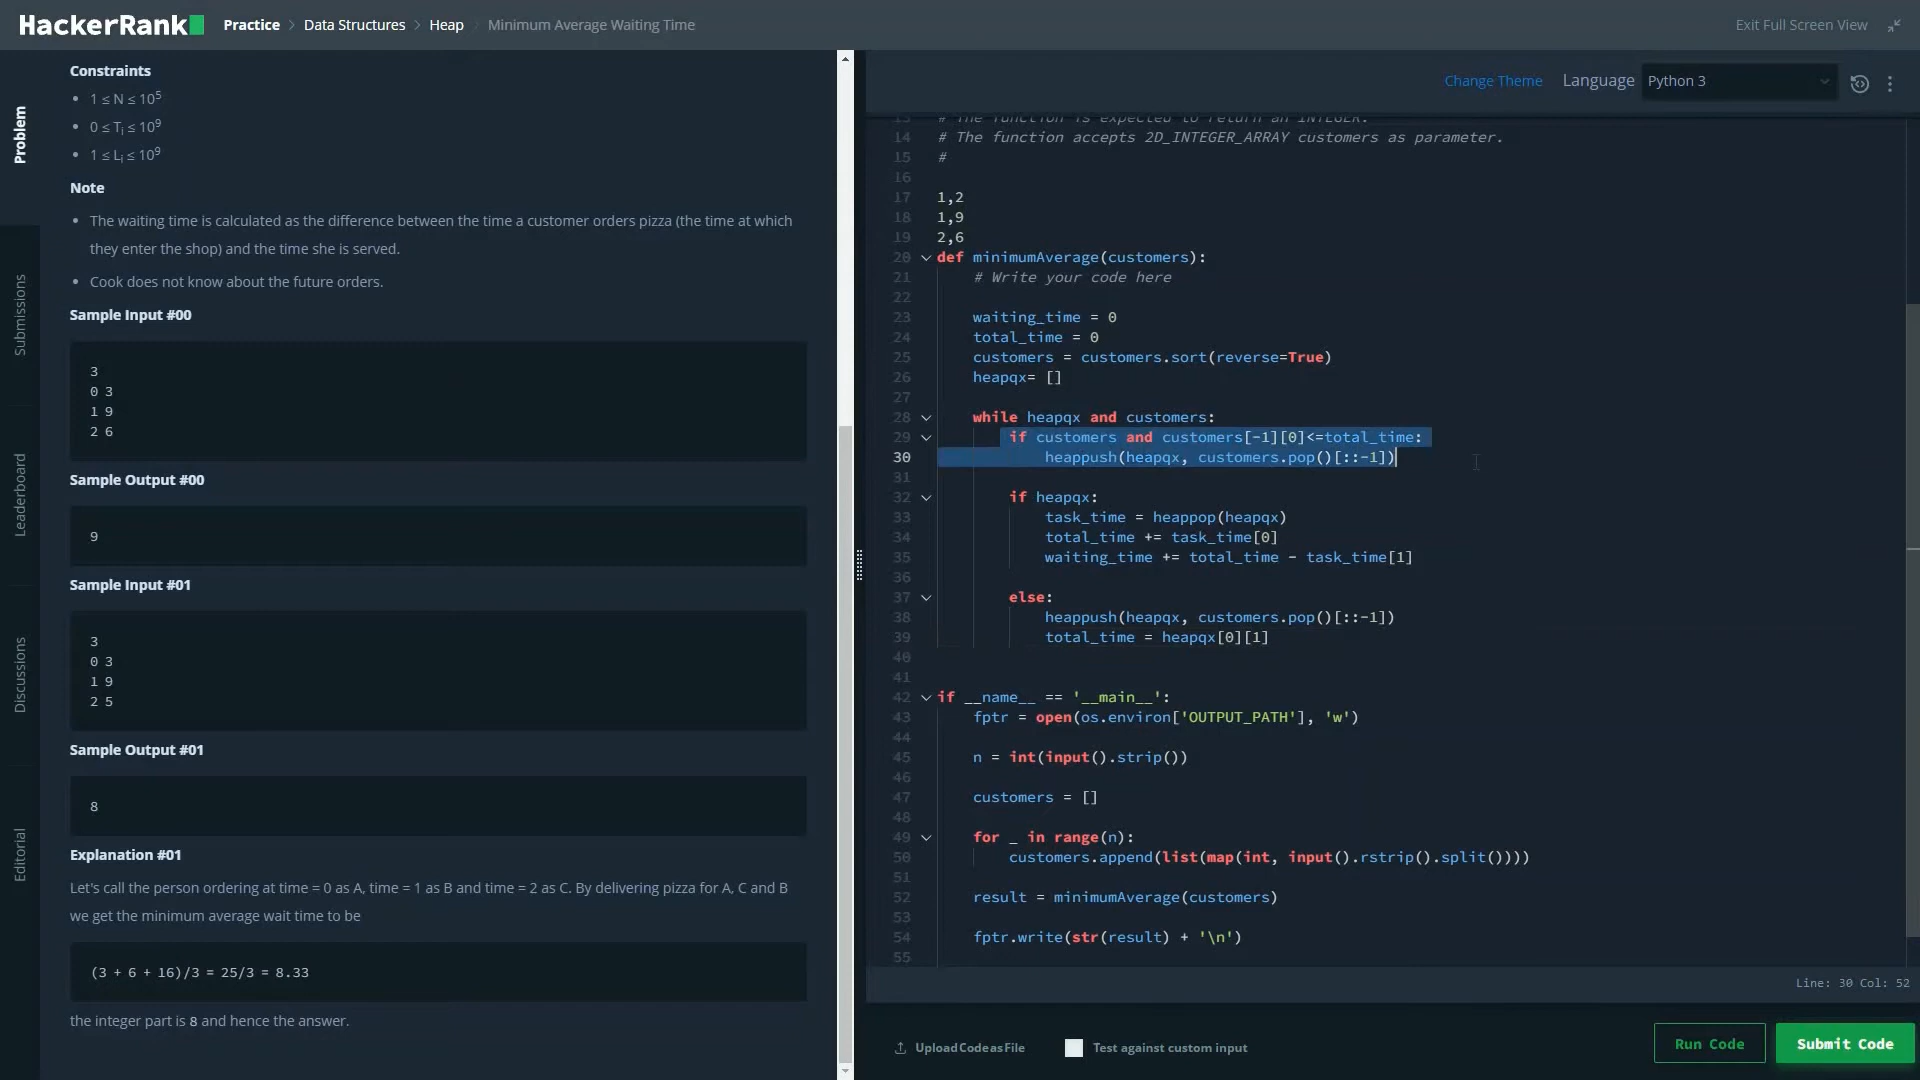 HackerRank Practice > Data Structures > Heap > Minimum Average Waiting Time
Exit Full Screen View
Problem
Submissions
Leaderboard
Discussions
Editorial
Constraints
• 1 ≤ N ≤ 10⁵
• 0 ≤ Tᵢ ≤ 10⁹
• 1 ≤ Lᵢ ≤ 10⁹
Note
• The waiting time is calculated as the difference between the time a customer orders pizza (the time at which
they enter the shop) and the time she is served.
• Cook does not know about the future orders.
Sample Input #00
3
0 3
1 9
2 6
Sample Output #00
9
Sample Input #01
3
0 3
1 9
2 5
Sample Output #01
8
Explanation #01
Let's call the person ordering at time = 0 as A, time = 1 as B and time = 2 as C. By delivering pizza for A, C and B
we get the minimum average wait time to be
(3 + 6 + 16)/3 = 25/3 = 8.33
the integer part is 8 and hence the answer.
Change Theme Language Python 3
13 # The function is expected to return an INTEGER.
14 # The function accepts 2D_INTEGER_ARRAY customers as parameter.
15 #
16
17 1,2
18 1,9
19 2,6
20 def minimumAverage(customers):
21     # Write your code here
22
23     waiting_time = 0
24     total_time = 0
25     customers = customers.sort(reverse=True)
26     heapqx= []
27
28     while heapqx and customers:
29         if customers and customers[-1][0]<=total_time:
30             heappush(heapqx, customers.pop()[::-1])
31
32         if heapqx:
33             task_time = heappop(heapqx)
34             total_time += task_time[0]
35             waiting_time += total_time - task_time[1]
36
37         else:
38             heappush(heapqx, customers.pop()[::-1])
39             total_time = heapqx[0][1]
40
41
42 if __name__ == '__main__':
43     fptr = open(os.environ['OUTPUT_PATH'], 'w')
44
45     n = int(input().strip())
46
47     customers = []
48
49     for _ in range(n):
50         customers.append(list(map(int, input().rstrip().split())))
51
52     result = minimumAverage(customers)
53
54     fptr.write(str(result) + '\n')
55
Line: 30 Col: 52
Upload Code as File
Test against custom input
Run Code
Submit Code